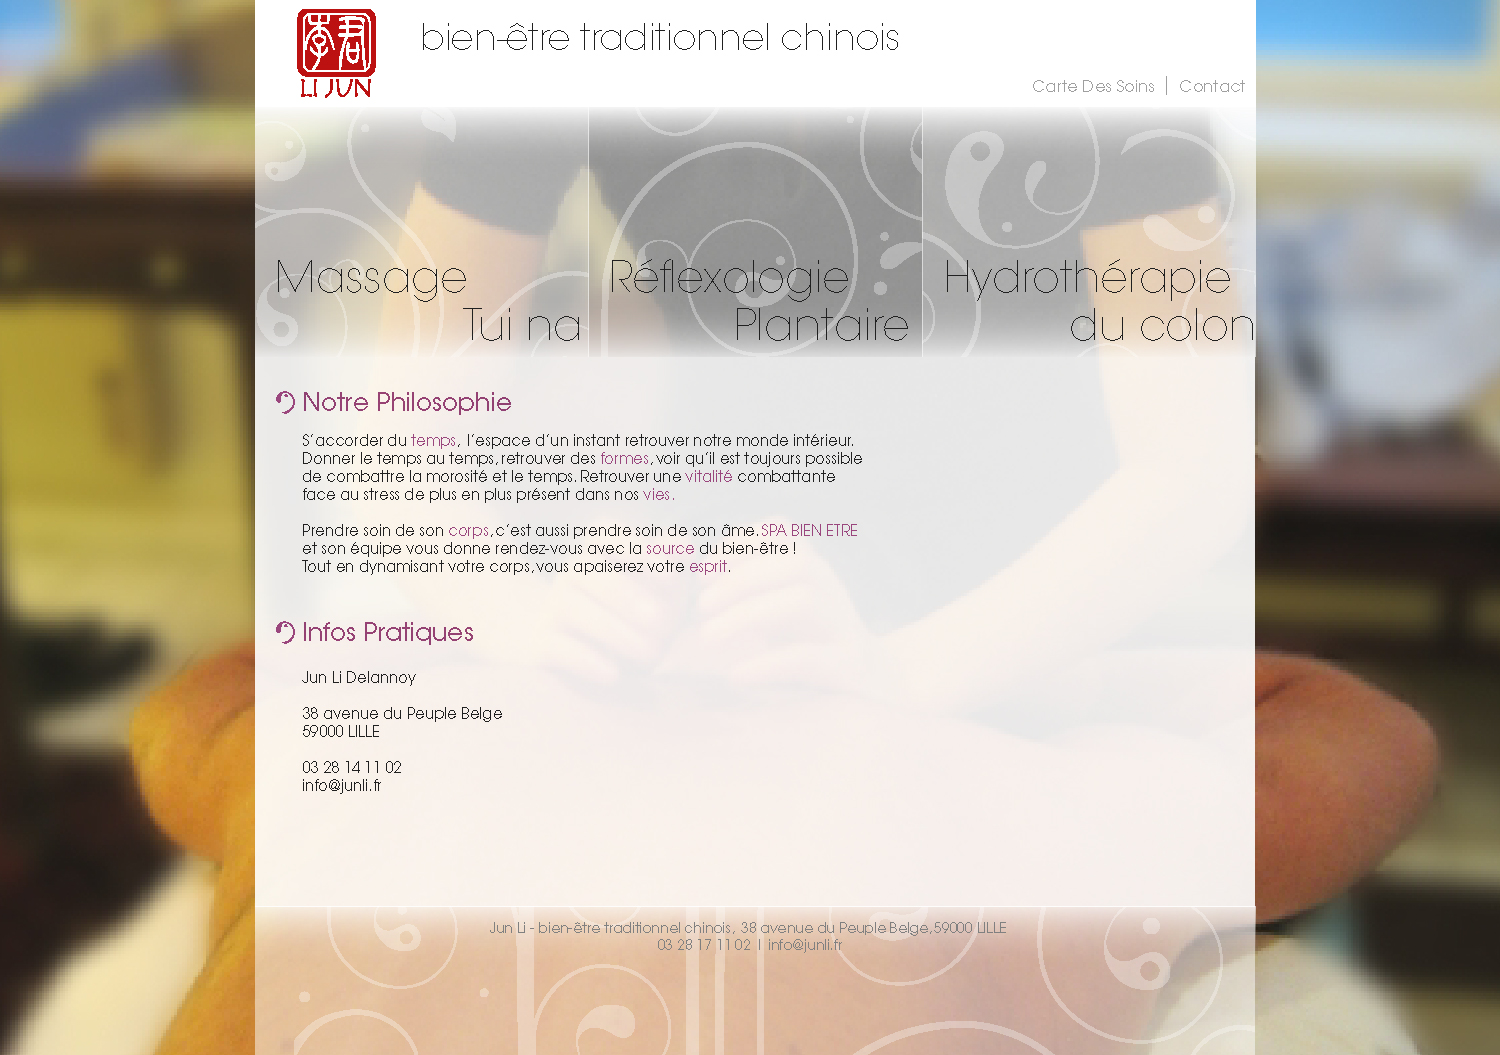 李君
LI JUN
bien-être traditionnel chinois
Carte Des Soins | Contact
Massage
Tui na
Réflexologie
Plantaire
Hydrothérapie
du colon
Notre Philosophie
S'accorder du temps, l'espace d'un instant retrouver notre monde intérieur.
Donner le temps au temps, retrouver des formes, voir qu'il est toujours possible
de combattre la morosité et le temps. Retrouver une vitalité combattante
face au stress de plus en plus présent dans nos vies.
Prendre soin de son corps, c'est aussi prendre soin de son âme. SPA BIEN ETRE
et son équipe vous donne rendez-vous avec la source du bien-être !
Tout en dynamisant votre corps, vous apaiserez votre esprit.
Infos Pratiques
Jun Li Delannoy
38 avenue du Peuple Belge
59000 LILLE
03 28 14 11 02
info@junli.fr
Jun Li - bien-être traditionnel chinois, 38 avenue du Peuple Belge, 59000 LILLE
03 28 17 11 02 | info@junli.fr